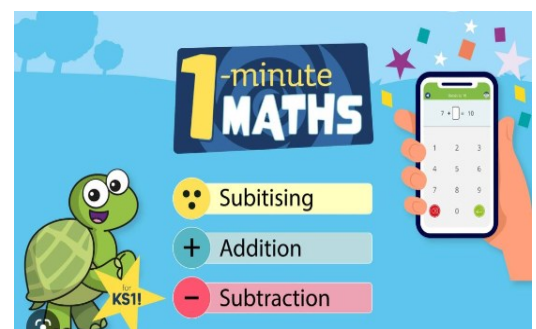 1-minute
MATHS
7 + = 10
1 2 3
4 5 6
7 8 9
0
Subitising
+ Addition
- Subtraction
for
KS1!